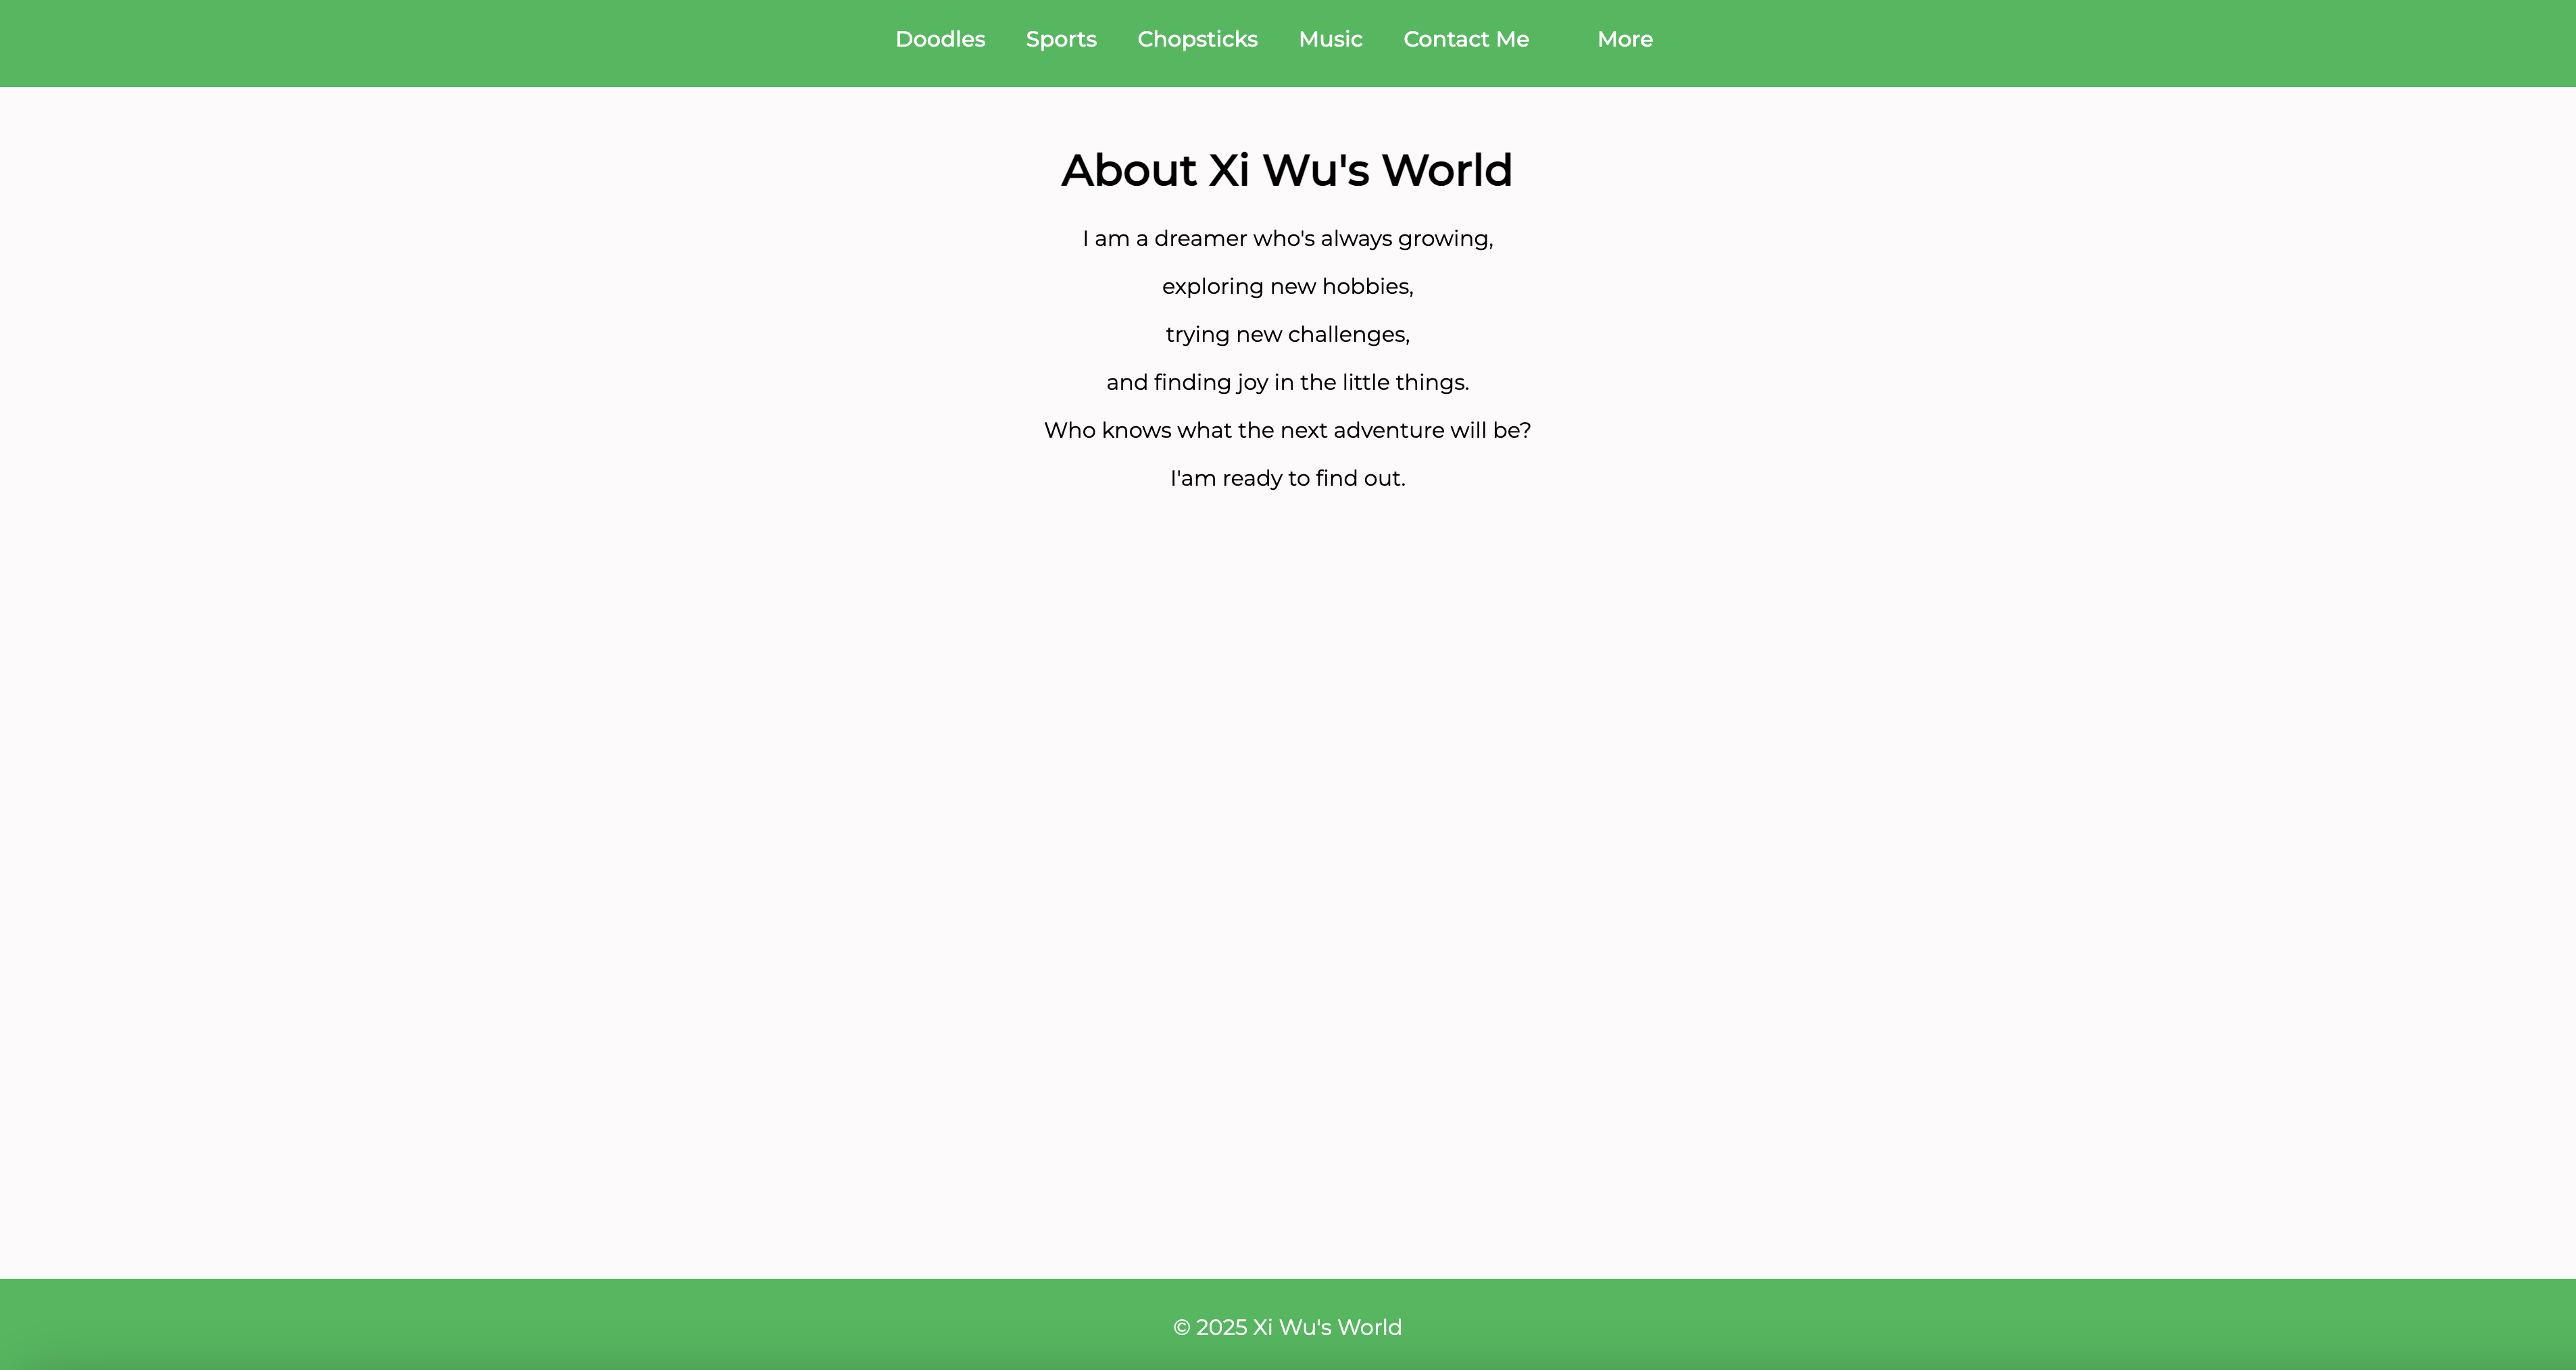 Doodles Sports Chopsticks Music Contact Me More
About Xi Wu's World
I am a dreamer who's always growing,
exploring new hobbies,
trying new challenges,
and finding joy in the little things.
Who knows what the next adventure will be?
I'am ready to find out.
© 2025 Xi Wu's World